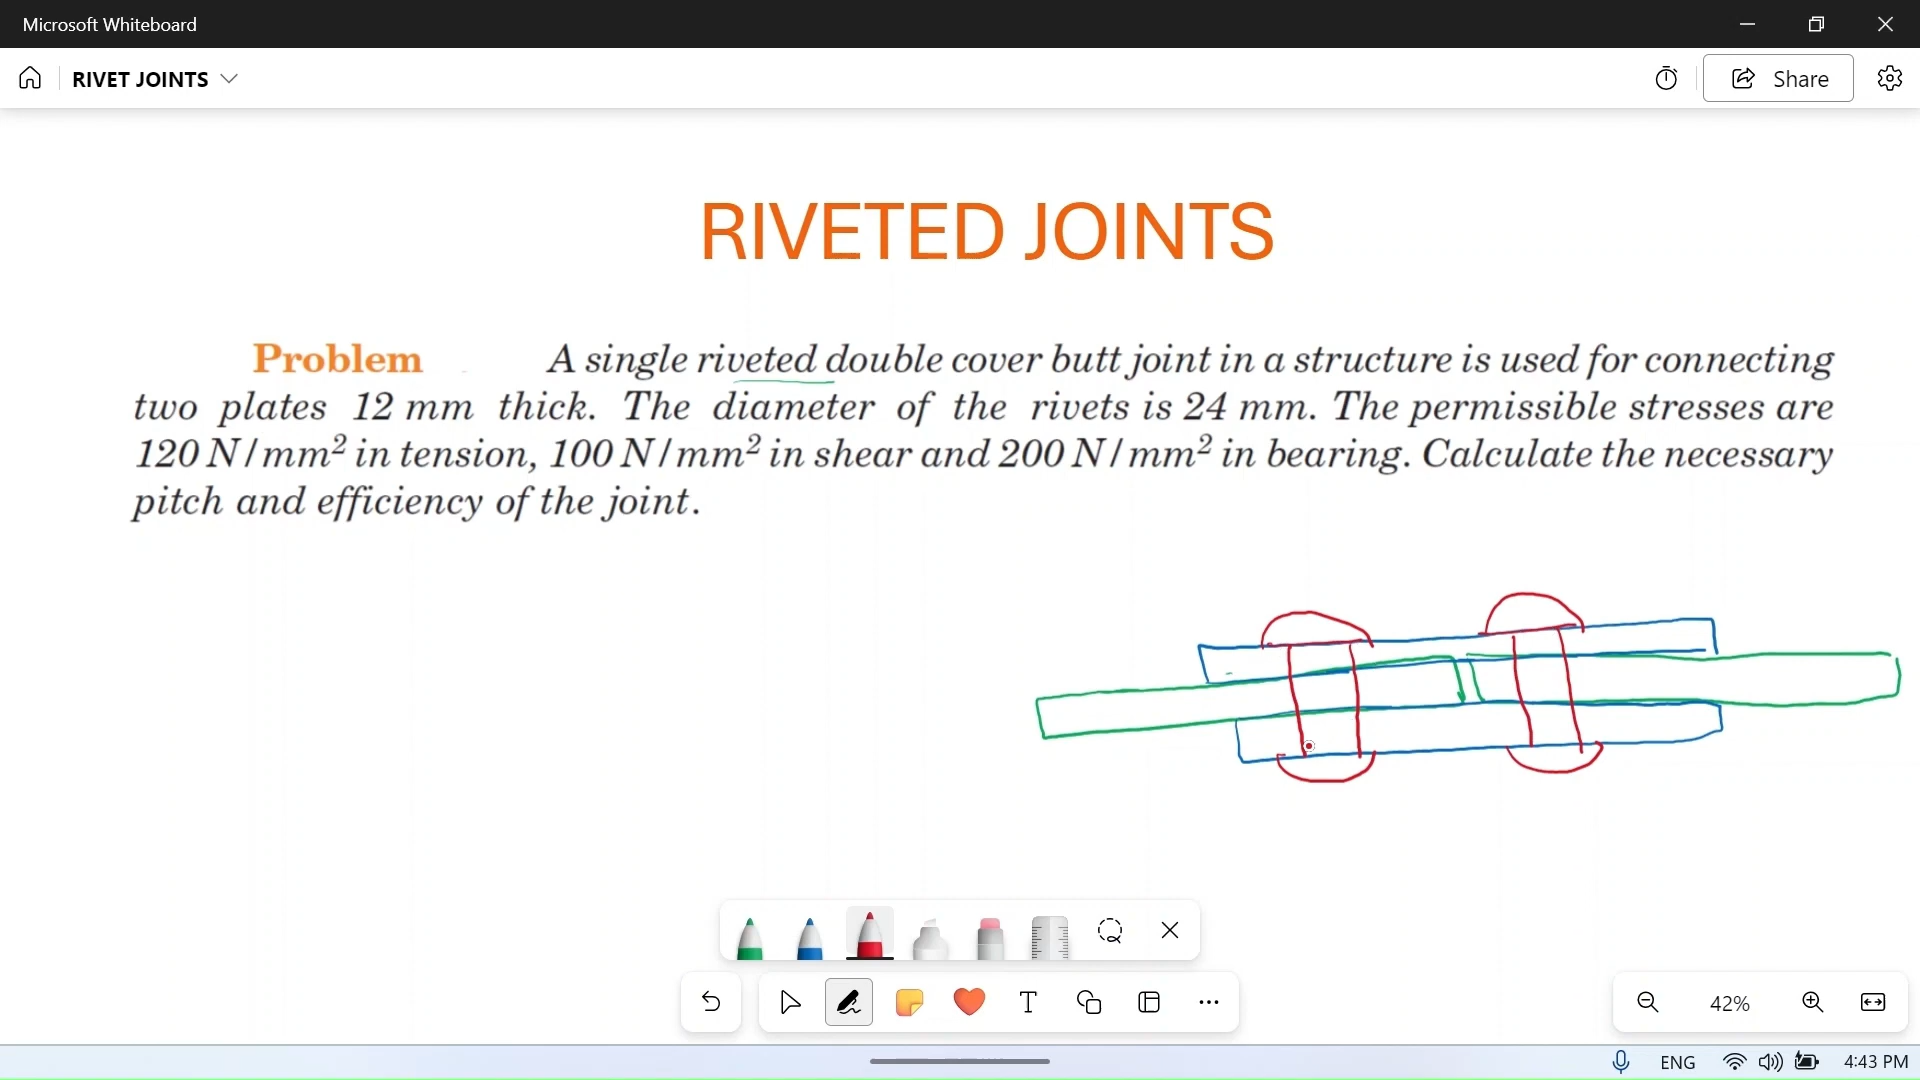 Microsoft Whiteboard
RIVET JOINTS
Share
RIVETED JOINTS
Problem A single riveted double cover butt joint in a structure is used for connecting
two plates 12 mm thick. The diameter of the rivets is 24 mm. The permissible stresses are
120 N/mm² in tension, 100 N/mm² in shear and 200 N/mm² in bearing. Calculate the necessary
pitch and efficiency of the joint.
T
42%
ENG
4:43 PM